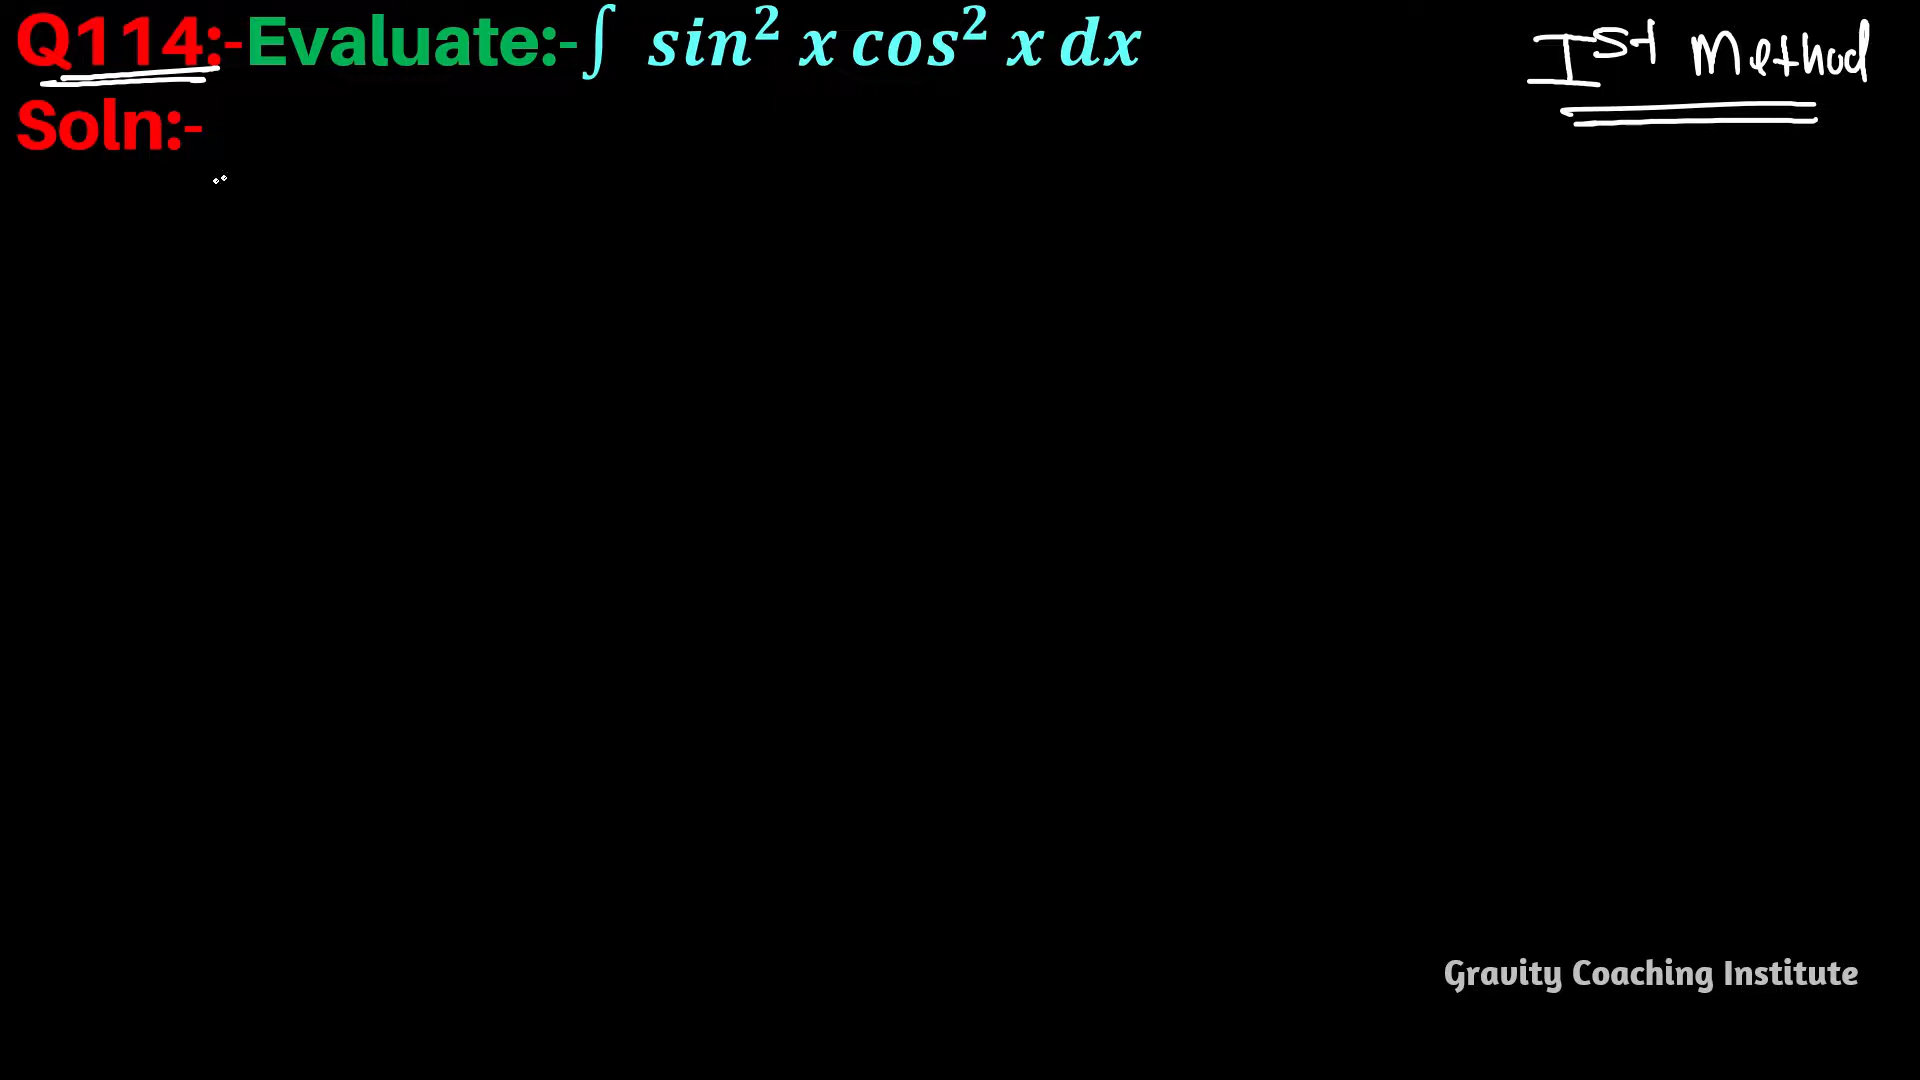 Q114:-Evaluate:-∫ sin² x cos² x dx
Ist Method
Soln:-
Gravity Coaching Institute